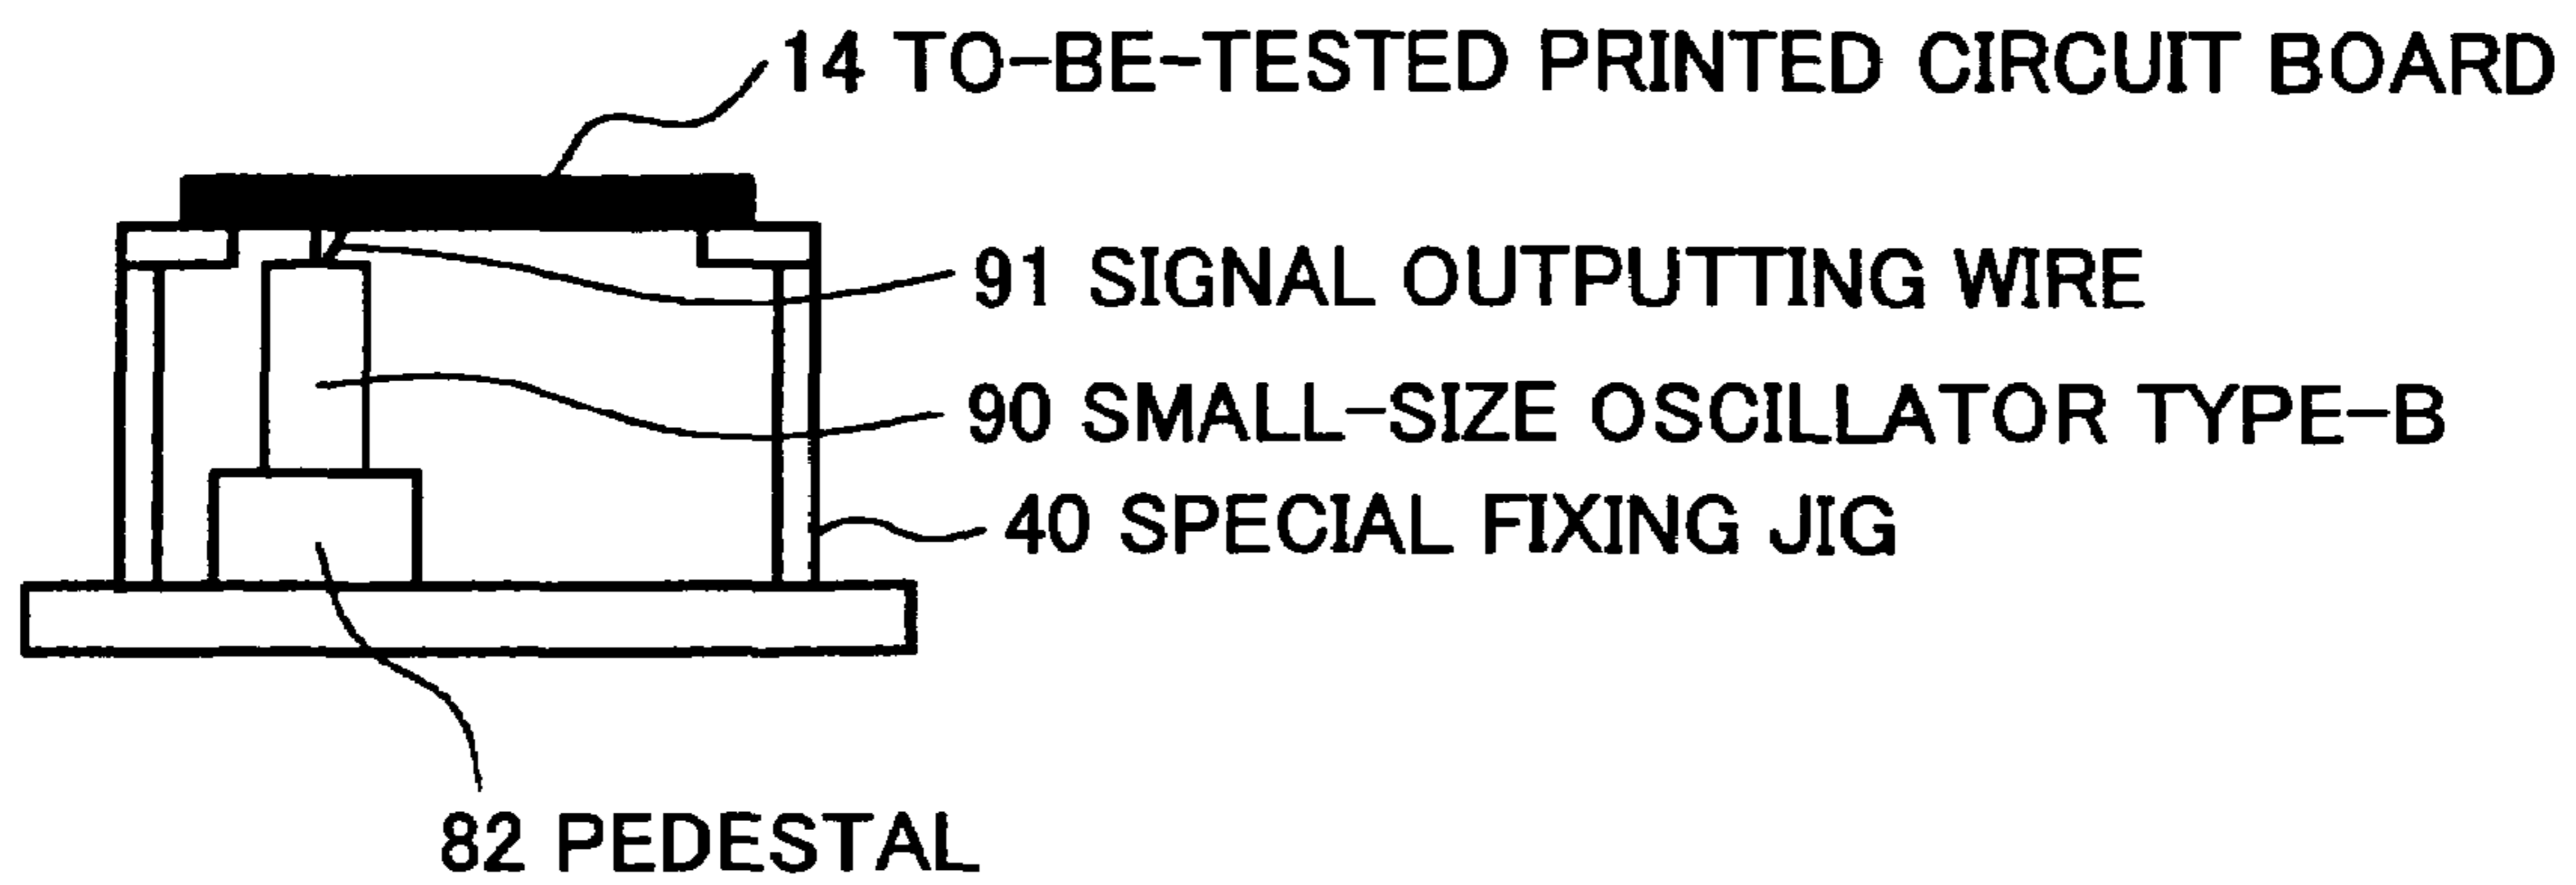 14 TO-BE-TESTED PRINTED CIRCUIT BOARD
91 SIGNAL OUTPUTTING WIRE
90 SMALL-SIZE OSCILLATOR TYPE-B
40 SPECIAL FIXING JIG
82 PEDESTAL